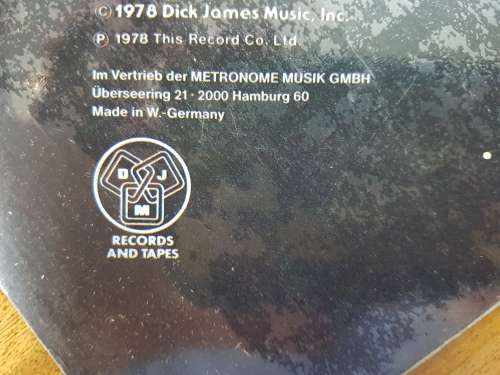 © 1978 Dick James Music, Inc.
℗ 1978 This Record Co. Ltd.
Im Vertrieb der METRONOME MUSIK GMBH
Überseering 21 · 2000 Hamburg 60
Made in W.-Germany
D J
M
RECORDS
AND TAPES